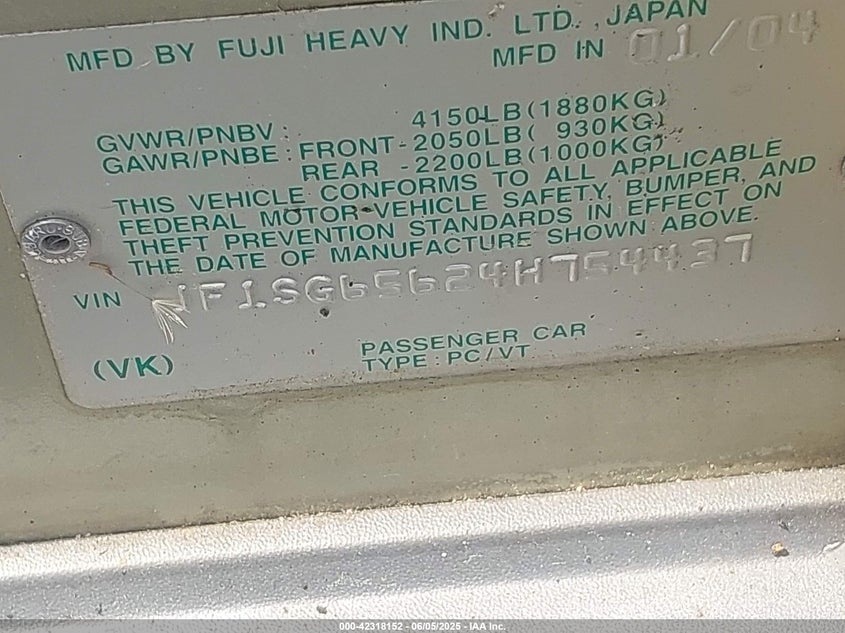 MFD BY FUJI HEAVY IND. LTD., JAPAN
MFD IN 01/04
GVWR/PNBV: 4150LB(1880KG)
GAWR/PNBE: FRONT-2050LB( 930KG)
REAR -2200LB(1000KG)
THIS VEHICLE CONFORMS TO ALL APPLICABLE
FEDERAL MOTOR VEHICLE SAFETY, BUMPER, AND
THEFT PREVENTION STANDARDS IN EFFECT ON
THE DATE OF MANUFACTURE SHOWN ABOVE.
VIN JF1SG65624H754437
(VK)
PASSENGER CAR
TYPE: PC/VT
000-42318152 - 06/05/2025 - IAA Inc.